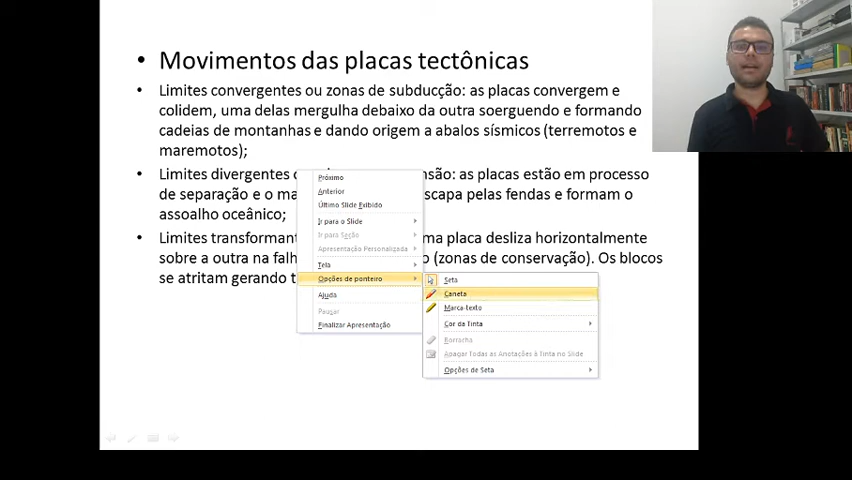 Movimentos das placas tectônicas
Limites convergentes ou zonas de subducção: as placas convergem e
colidem, uma delas mergulha debaixo da outra soerguendo e formando
cadeias de montanhas e dando origem a abalos sísmicos (terremotos e
maremotos);
Limites divergentes nsão: as placas estão em processo
de separação e o ma scapa pelas fendas e formam o
assoalho oceânico;
Limites transformant ma placa desliza horizontalmente
sobre a outra na falh o (zonas de conservação). Os blocos
se atritam gerando t
Próximo
Anterior
Último Slide Exibido
Ir para o Slide
Ir para Seção
Apresentação Personalizada
Tela
Opções de ponteiro
Ajuda
Pausar
Finalizar Apresentação
Seta
Caneta
Marca-texto
Cor da Tinta
Borracha
Apagar Todas as Anotações à Tinta no Slide
Opções de Seta